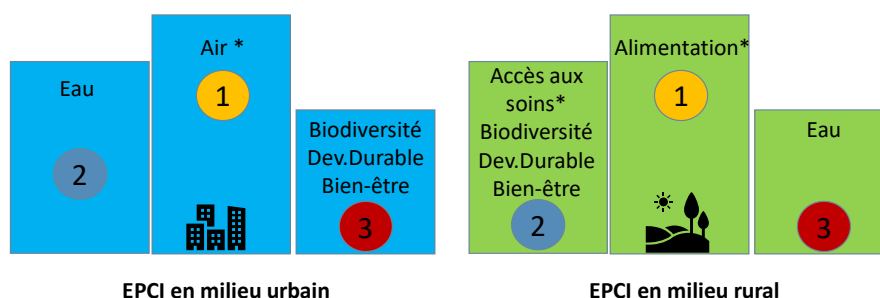 Eau
2
Air *
1
Biodiversité
Dev.Durable
Bien-être
3
EPCI en milieu urbain
Accès aux
soins*
Biodiversité
Dev.Durable
Bien-être
2
Alimentation*
1
Eau
3
EPCI en milieu rural